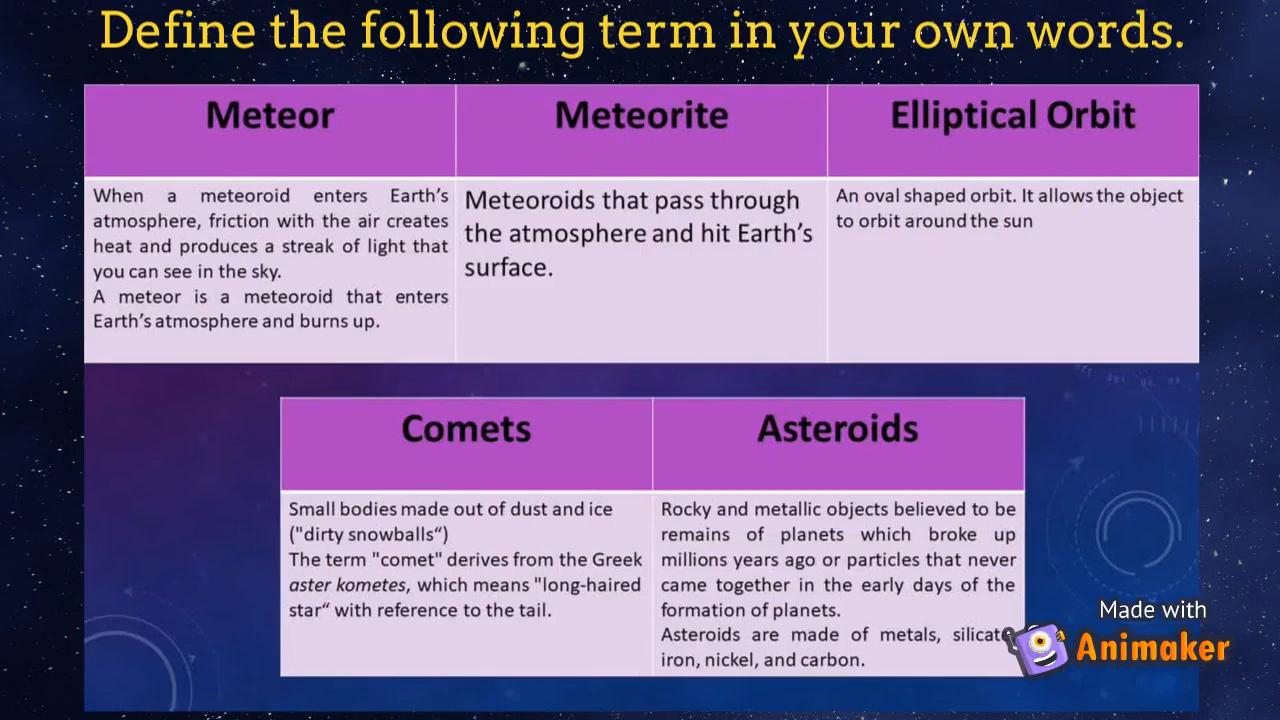 Define the following term in your own words.
Meteor
Meteorite
Elliptical Orbit
When a meteoroid enters Earth's
atmosphere, friction with the air creates
heat and produces a streak of light that
you can see in the sky.
A meteor is a meteoroid that enters
Earth's atmosphere and burns up.
Meteoroids that pass through
the atmosphere and hit Earth's
surface.
An oval shaped orbit. It allows the object
to orbit around the sun
Comets
Asteroids
Small bodies made out of dust and ice
("dirty snowballs“)
The term "comet" derives from the Greek
aster kometes, which means "long-haired
star“ with reference to the tail.
Rocky and metallic objects believed to be
remains of planets which broke up
millions years ago or particles that never
came together in the early days of the
formation of planets.
Asteroids are made of metals,
iron, nickel, and carbon.
Made with
Animaker